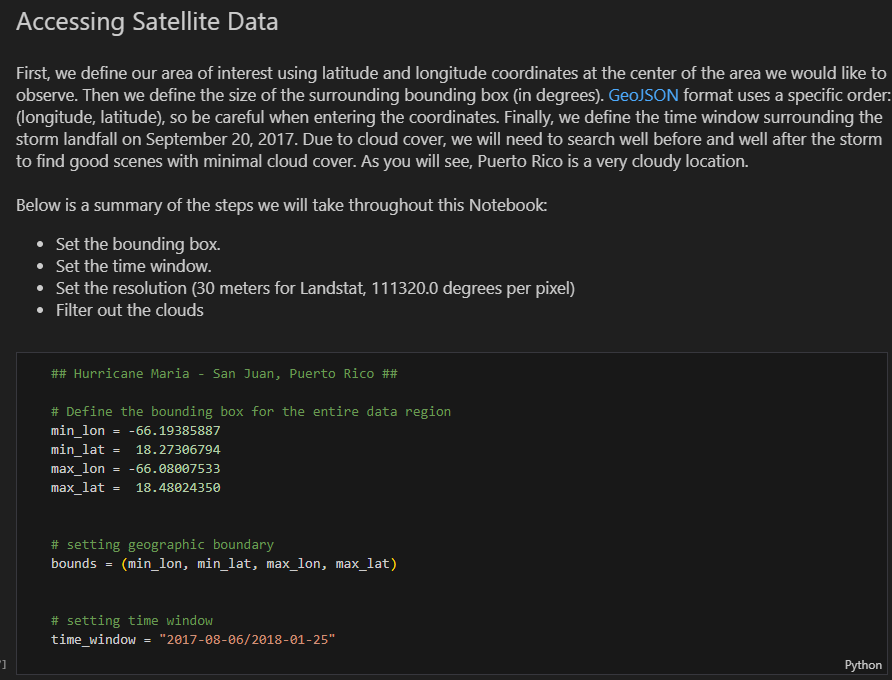 Accessing Satellite Data
First, we define our area of interest using latitude and longitude coordinates at the center of the area we would like to
observe. Then we define the size of the surrounding bounding box (in degrees). GeoJSON format uses a specific order:
(longitude, latitude), so be careful when entering the coordinates. Finally, we define the time window surrounding the
storm landfall on September 20, 2017. Due to cloud cover, we will need to search well before and well after the storm
to find good scenes with minimal cloud cover. As you will see, Puerto Rico is a very cloudy location.
Below is a summary of the steps we will take throughout this Notebook:
• Set the bounding box.
• Set the time window.
• Set the resolution (30 meters for Landstat, 111320.0 degrees per pixel)
• Filter out the clouds
## Hurricane Maria - San Juan, Puerto Rico ##
# Define the bounding box for the entire data region
min_lon = -66.19385887
min_lat =  18.27306794
max_lon = -66.08007533
max_lat =  18.48024350
# setting geographic boundary
bounds = (min_lon, min_lat, max_lon, max_lat)
# setting time window
time_window = "2017-08-06/2018-01-25"
]
Python